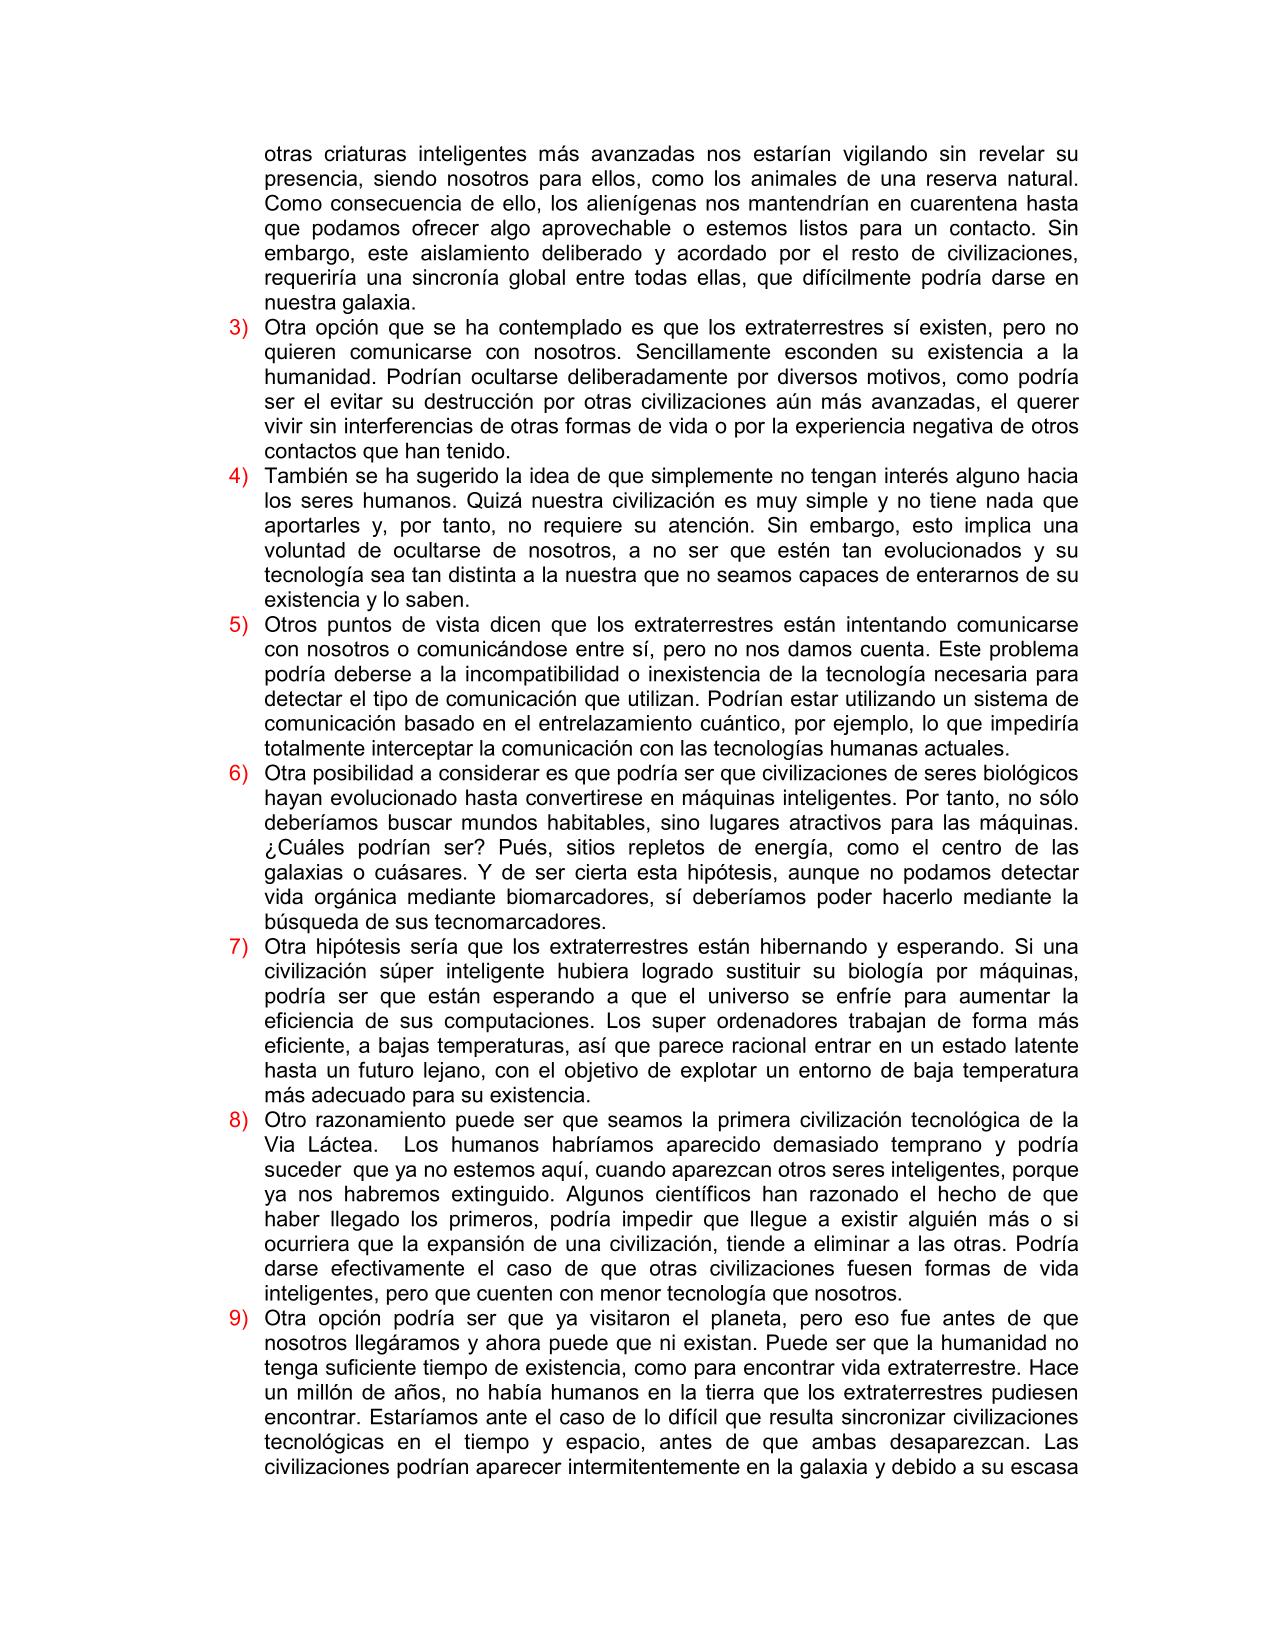 otras criaturas inteligentes más avanzadas nos estarían vigilando sin revelar su
presencia, siendo nosotros para ellos, como los animales de una reserva natural.
Como consecuencia de ello, los alienígenas nos mantendrían en cuarentena hasta
que podamos ofrecer algo aprovechable o estemos listos para un contacto. Sin
embargo, este aislamiento deliberado y acordado por el resto de civilizaciones,
requeriría una sincronía global entre todas ellas, que difícilmente podría darse en
nuestra galaxia.
3) Otra opción que se ha contemplado es que los extraterrestres sí existen, pero no
quieren comunicarse con nosotros. Sencillamente esconden su existencia a la
humanidad. Podrían ocultarse deliberadamente por diversos motivos, como podría
ser el evitar su destrucción por otras civilizaciones aún más avanzadas, el querer
vivir sin interferencias de otras formas de vida o por la experiencia negativa de otros
contactos que han tenido.
4) También se ha sugerido la idea de que simplemente no tengan interés alguno hacia
los seres humanos. Quizá nuestra civilización es muy simple y no tiene nada que
aportarles y, por tanto, no requiere su atención. Sin embargo, esto implica una
voluntad de ocultarse de nosotros, a no ser que estén tan evolucionados y su
tecnología sea tan distinta a la nuestra que no seamos capaces de enterarnos de su
existencia y lo saben.
5) Otros puntos de vista dicen que los extraterrestres están intentando comunicarse
con nosotros o comunicándose entre sí, pero no nos damos cuenta. Este problema
podría deberse a la incompatibilidad o inexistencia de la tecnología necesaria para
detectar el tipo de comunicación que utilizan. Podrían estar utilizando un sistema de
comunicación basado en el entrelazamiento cuántico, por ejemplo, lo que impediría
totalmente interceptar la comunicación con las tecnologías humanas actuales.
6) Otra posibilidad a considerar es que podría ser que civilizaciones de seres biológicos
hayan evolucionado hasta convertirese en máquinas inteligentes. Por tanto, no sólo
deberíamos buscar mundos habitables, sino lugares atractivos para las máquinas.
¿Cuáles podrían ser? Pués, sitios repletos de energía, como el centro de las
galaxias o cuásares. Y de ser cierta esta hipótesis, aunque no podamos detectar
vida orgánica mediante biomarcadores, sí deberíamos poder hacerlo mediante la
búsqueda de sus tecnomarcadores.
7) Otra hipótesis sería que los extraterrestres están hibernando y esperando. Si una
civilización súper inteligente hubiera logrado sustituir su biología por máquinas,
podría ser que están esperando a que el universo se enfríe para aumentar la
eficiencia de sus computaciones. Los super ordenadores trabajan de forma más
eficiente, a bajas temperaturas, así que parece racional entrar en un estado latente
hasta un futuro lejano, con el objetivo de explotar un entorno de baja temperatura
más adecuado para su existencia.
8) Otro razonamiento puede ser que seamos la primera civilización tecnológica de la
Via Láctea. Los humanos habríamos aparecido demasiado temprano y podría
suceder que ya no estemos aquí, cuando aparezcan otros seres inteligentes, porque
ya nos habremos extinguido. Algunos científicos han razonado el hecho de que
haber llegado los primeros, podría impedir que llegue a existir alguién más o si
ocurriera que la expansión de una civilización, tiende a eliminar a las otras. Podría
darse efectivamente el caso de que otras civilizaciones fuesen formas de vida
inteligentes, pero que cuenten con menor tecnología que nosotros.
9) Otra opción podría ser que ya visitaron el planeta, pero eso fue antes de que
nosotros llegáramos y ahora puede que ni existan. Puede ser que la humanidad no
tenga suficiente tiempo de existencia, como para encontrar vida extraterrestre. Hace
un millón de años, no había humanos en la tierra que los extraterrestres pudiesen
encontrar. Estaríamos ante el caso de lo difícil que resulta sincronizar civilizaciones
tecnológicas en el tiempo y espacio, antes de que ambas desaparezcan. Las
civilizaciones podrían aparecer intermitentemente en la galaxia y debido a su escasa